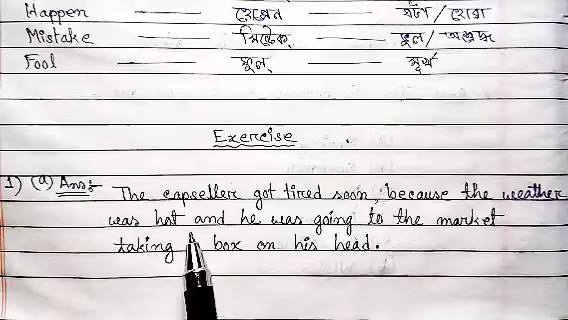 Happen — হেপেন — ঘটা / হোৱা
Mistake — মিষ্টেক্ — ভুল / অশুদ্ধ
Fool — ফুল্ — মূৰ্খ
Exercise
1) (a) Ans:- The capseller got tired soon, because the weather
was hot and he was going to the market
taking box on his head.